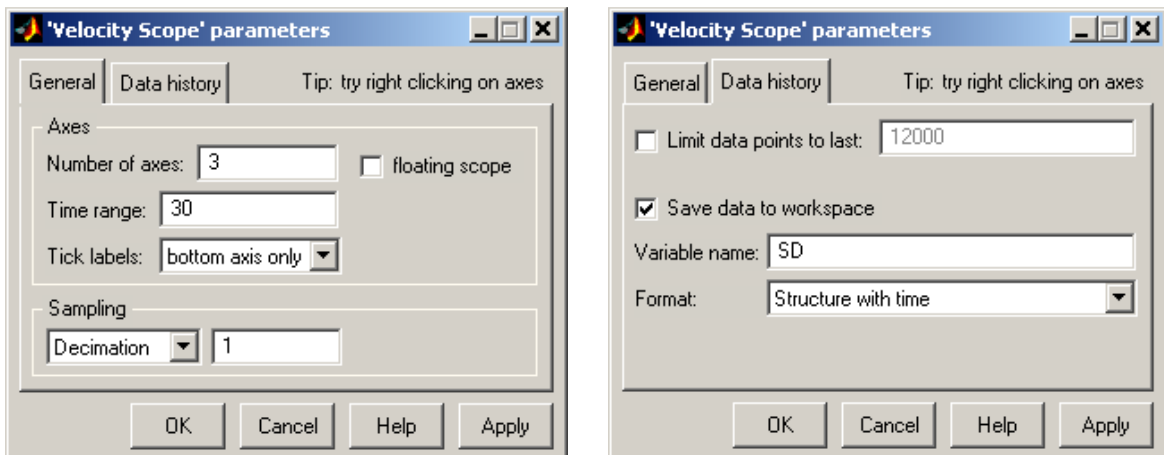 'Velocity Scope' parameters
General Data history Tip: try right clicking on axes
Axes
Number of axes: 3 floating scope
Time range: 30
Tick labels: bottom axis only
Sampling
Decimation 1
OK Cancel Help Apply
'Velocity Scope' parameters
General Data history Tip: try right clicking on axes
Limit data points to last: 12000
Save data to workspace
Variable name: SD
Format: Structure with time
OK Cancel Help Apply